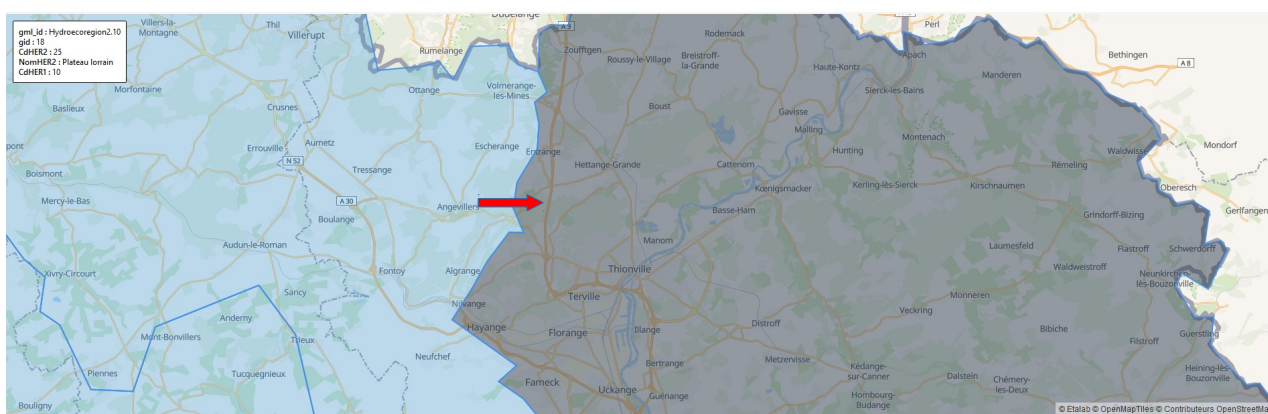 gml_id : Hydroecoregion2.10
gid : 18
CdHER2 : 25
NomHER2 : Plateau lorrain
CdHER1 : 10
Villers-la-
Montagne
Thil
Villerupt
Dudelange
A 3
Perl
Rumelange
Zoufftgen
Rodemack
Roussy-le-Village
Breistroff-
la-Grande
Apach
Bethingen
A 8
Haute-Kontz
Manderen
Morfontaine
Ottange
Volmerange-
les-Mines
Sierck-les-Bains
Baslieux
Crusnes
Boust
Gavisse
Malling
Montenach
Errouville
Aumetz
Escherange
Entrange
Hunting
Waldwisse
Mondorf
pont
N 52
Hettange-Grande
Cattenom
Rémeling
Boismont
Tressange
Kœnigsmacker
Kerling-lès-Sierck
Kirschnaumen
Oberesch
Mercy-le-Bas
A 30
Boulange
Angevillers
Basse-Ham
Grindorff-Bizing
Gerlfangen
Audun-le-Roman
Manom
Laumesfeld
Flastroff
Schwerdorff
Xivry-Circourt
Fontoy
Algrange
Thionville
Waldweistroff
Neunkirchen-
lès-Bouzonville
Sancy
Nilvange
Terville
Monneren
Anderny
Veckring
Mont-Bonvillers
Trieux
Hayange
Florange
Illange
Distroff
Bibiche
Filstroff
Guerstling
Neufchef
Bertrange
Metzervisse
Piennes
Tucquegnieux
Kédange-
sur-Canner
Dalstein
Chémery-
les-Deux
Heining-lès-
Bouzonville
Fameck
Uckange
Guénange
Hombourg-
Budange
Bouligny
© Etalab © OpenMapTiles © Contributeurs OpenStreetMa